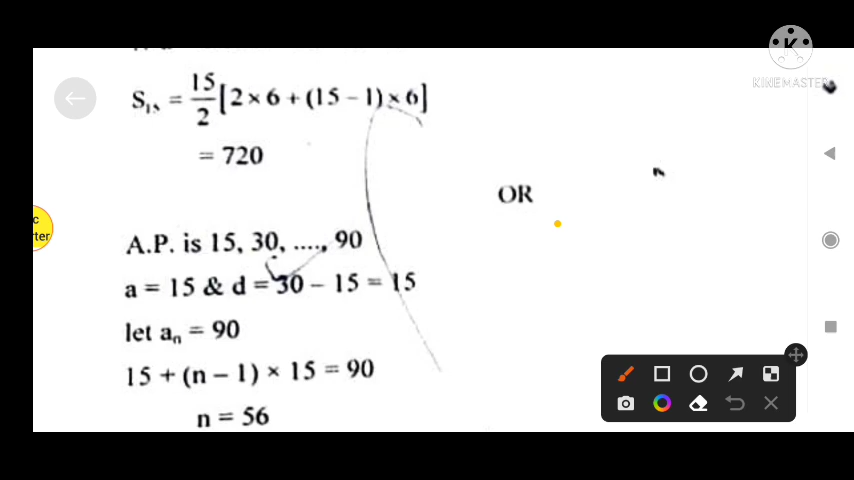 KINEMASTER
S₁₅ = 15/2 [2 × 6 + (15 – 1) × 6]
= 720
OR
c
ter
A.P. is 15, 30, ...., 90
a = 15 & d = 30 – 15 = 15
let aₙ = 90
15 + (n – 1) × 15 = 90
n = 56